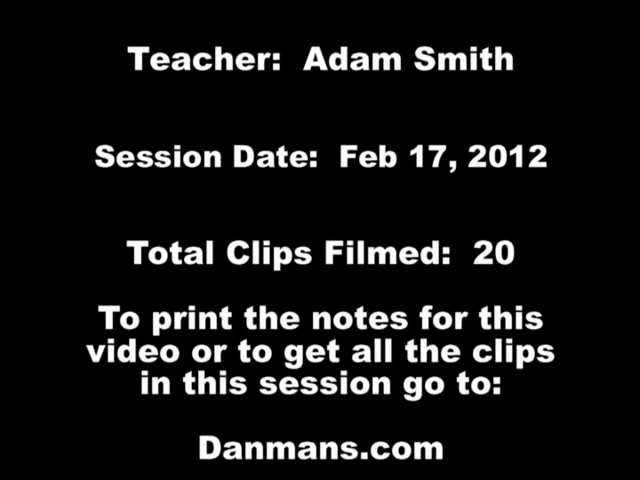 Teacher:  Adam Smith
Session Date:  Feb 17, 2012
Total Clips Filmed:  20
To print the notes for this
video or to get all the clips
in this session go to:
Danmans.com